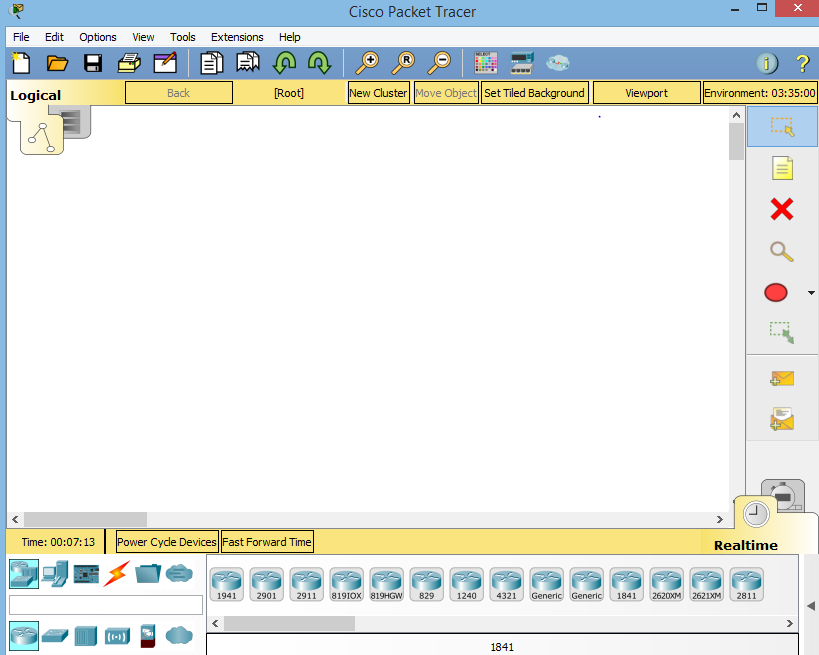 Cisco Packet Tracer
File Edit Options View Tools Extensions Help
Logical Back [Root] New Cluster Move Object Set Tiled Background Viewport Environment: 03:35:00
Time: 00:07:13 Power Cycle Devices Fast Forward Time Realtime
1941 2901 2911 819IOX 819HGW 829 1240 4321 Generic Generic 1841 2620XM 2621XM 2811
1841